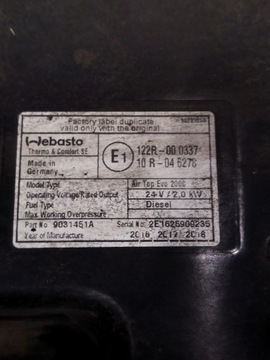 Factory label duplicate
valid only with the original
Webasto
Thermo & Comfort SE
Made in
Germany
E1
122R-00 0337
10 R-04 6278
Model Type
Air Top Evo 2000
Operating Voltage/Rated Output
24 V / 2,0 kW
Fuel Type
Diesel
Max. Working Overpressure
Part No
9031451A
Serial No
2E1625900235
Year of Manufacture
2016 2017 2018